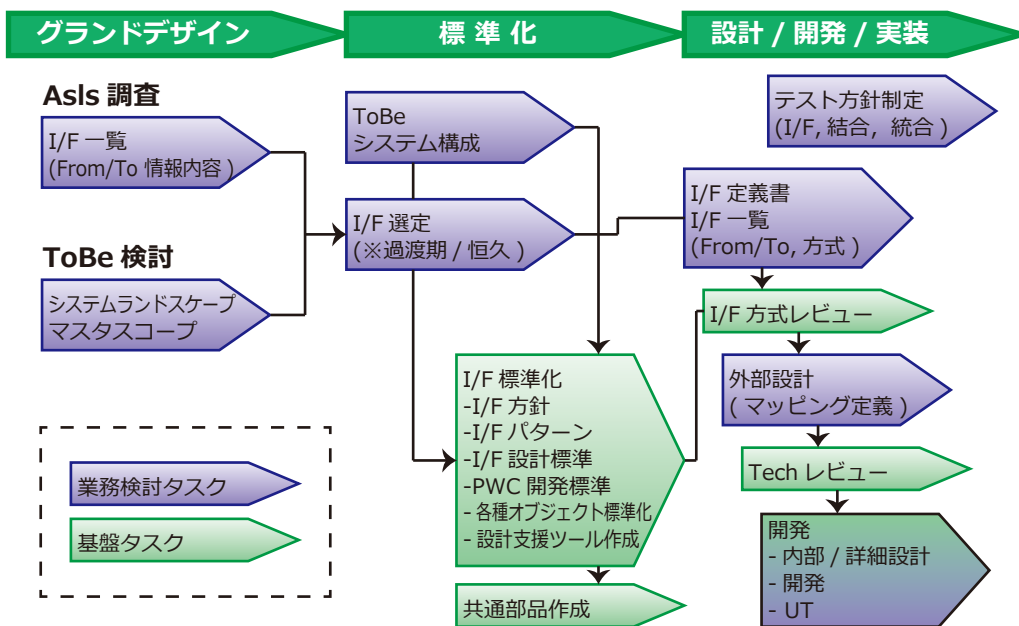 グランドデザイン
標 準 化
設計 / 開発 / 実装
AsIs 調査
I/F 一覧
(From/To 情報内容 )
ToBe 検討
システムランドスケープ
マスタスコープ
業務検討タスク
基盤タスク
ToBe
システム構成
I/F 選定
(※過渡期 / 恒久 )
I/F 標準化
-I/F 方針
-I/F パターン
-I/F 設計標準
-PWC 開発標準
- 各種オブジェクト標準化
- 設計支援ツール作成
共通部品作成
テスト方針制定
(I/F, 結合, 統合 )
I/F 定義書
I/F 一覧
(From/To, 方式 )
I/F 方式レビュー
外部設計
( マッピング定義 )
Tech レビュー
開発
- 内部 / 詳細設計
- 開発
- UT